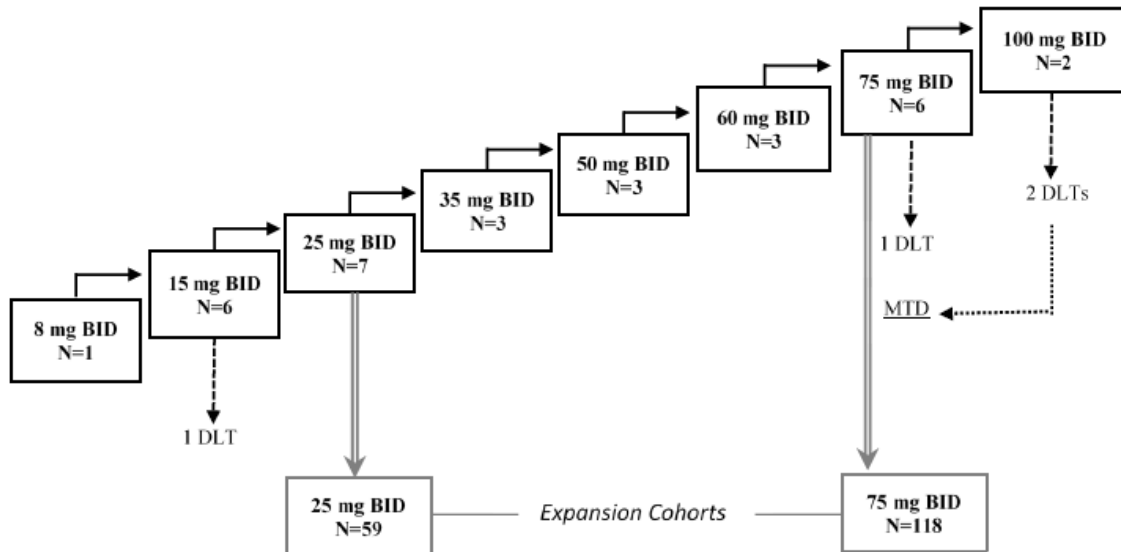 100 mg BID
N=2
75 mg BID
N=6
60 mg BID
N=3
50 mg BID
N=3
35 mg BID
N=3
25 mg BID
N=7
15 mg BID
N=6
8 mg BID
N=1
2 DLTs
1 DLT
MTD
1 DLT
25 mg BID
N=59
Expansion Cohorts
75 mg BID
N=118